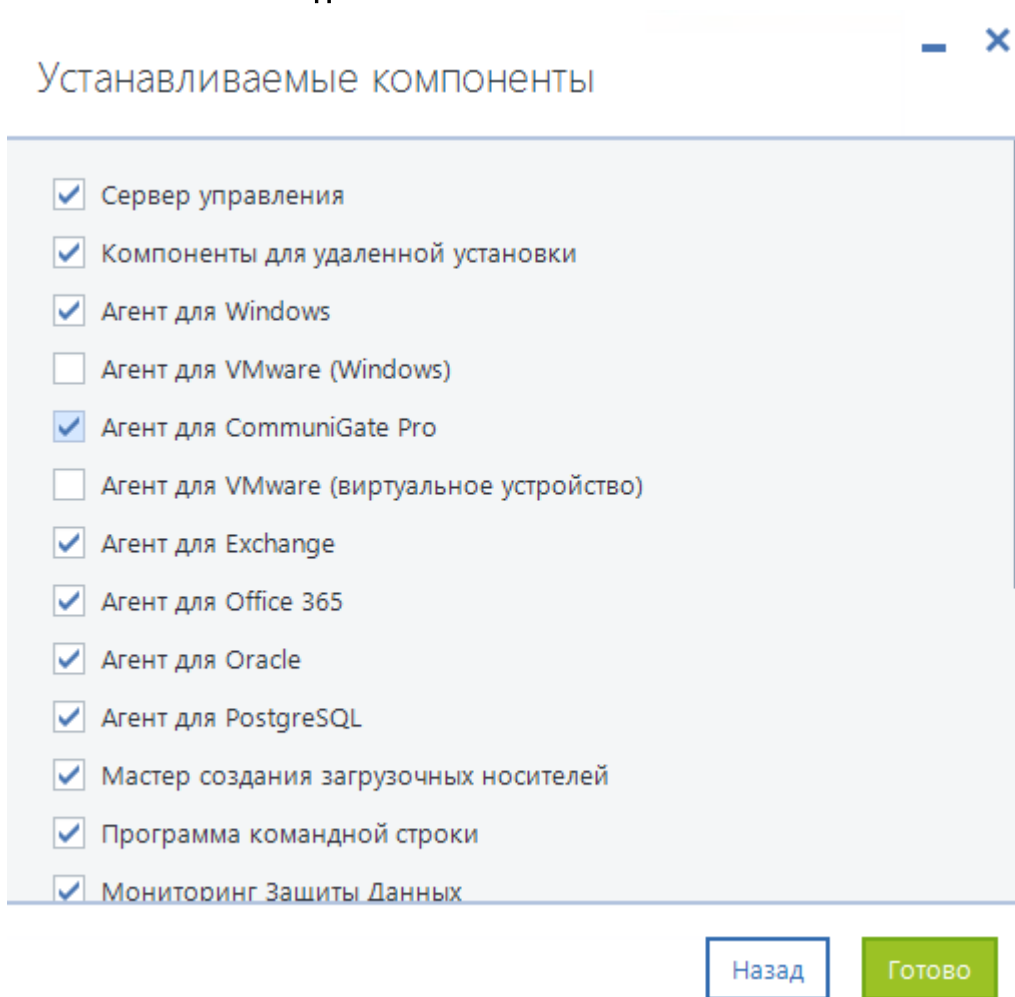 Устанавливаемые компоненты
Сервер управления
Компоненты для удаленной установки
Агент для Windows
Агент для VMware (Windows)
Агент для CommuniGate Pro
Агент для VMware (виртуальное устройство)
Агент для Exchange
Агент для Office 365
Агент для Oracle
Агент для PostgreSQL
Мастер создания загрузочных носителей
Программа командной строки
Мониторинг Защиты Данных
Назад
Готово